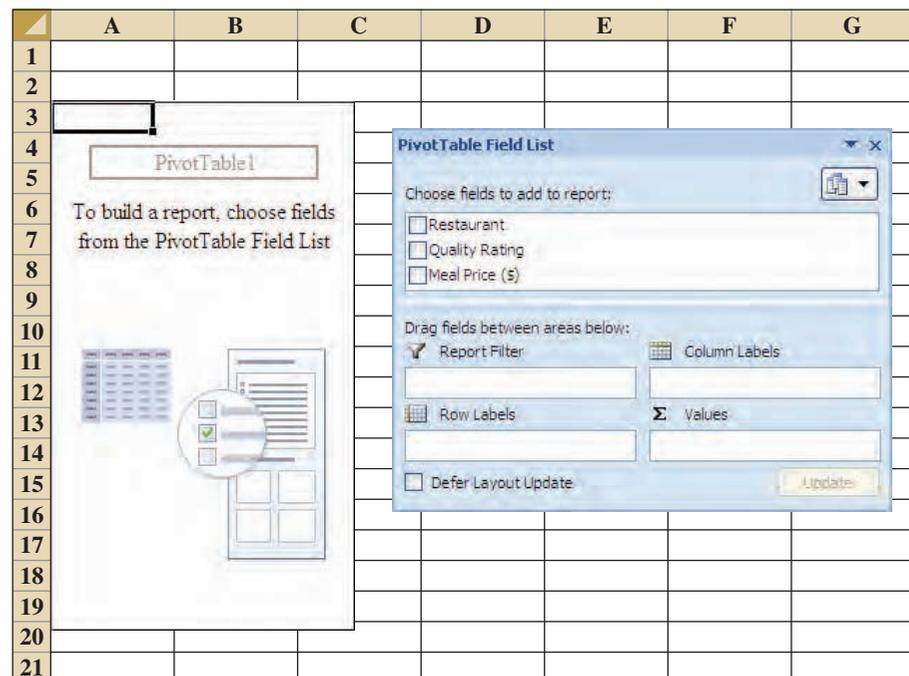 A B C D E F G
1
2
3
4
5
6
7
8
9
10
11
12
13
14
15
16
17
18
19
20
21
PivotTable1
To build a report, choose fields
from the PivotTable Field List
PivotTable Field List
Choose fields to add to report:
Restaurant
Quality Rating
Meal Price ($)
Drag fields between areas below:
Report Filter Column Labels
Row Labels Σ Values
Defer Layout Update Update